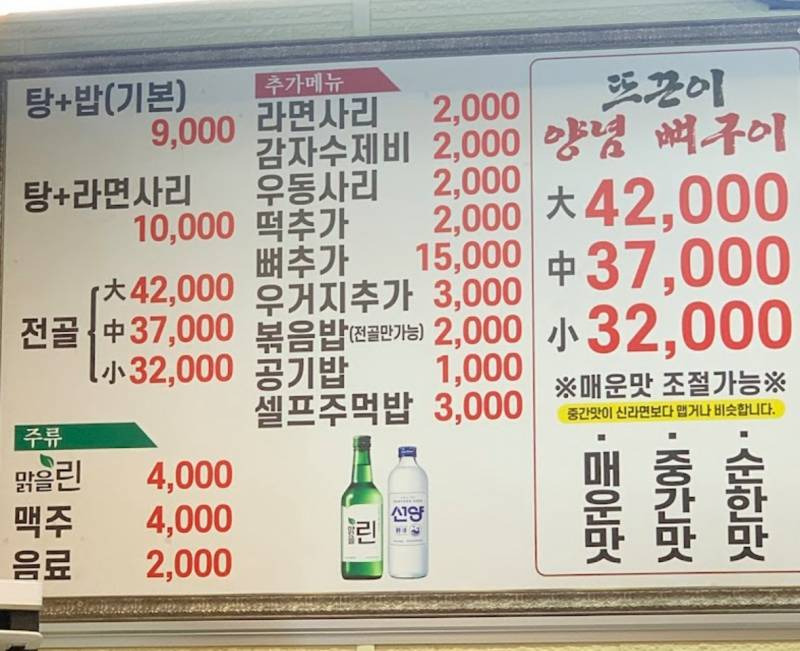 탕+밥(기본)
9,000
탕+라면사리
10,000
전골
大 42,000
中 37,000
小 32,000
주류
맑을린 4,000
맥주 4,000
음료 2,000
추가메뉴
라면사리 2,000
감자수제비 2,000
우동사리 2,000
떡추가 2,000
뼈추가 15,000
우거지추가 3,000
볶음밥(전골만가능) 2,000
공기밥 1,000
셀프주먹밥 3,000
맑을린
선양
뜨끈이
양념 뼈구이
大 42,000
中 37,000
小 32,000
※매운맛 조절가능※
중간맛이 신라면보다 맵거나 비슷합니다.
·매운맛
·중간맛
·순한맛